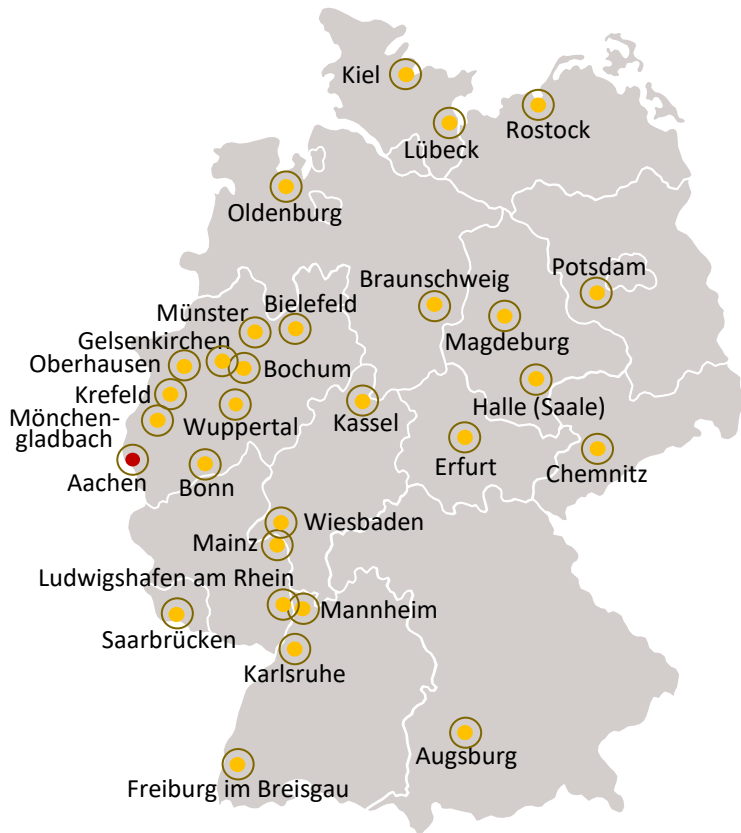 Kiel
Rostock
Lübeck
Oldenburg
Potsdam
Braunschweig
Bielefeld
Münster
Magdeburg
Gelsenkirchen
Oberhausen
Bochum
Krefeld
Halle (Saale)
Mönchen-
gladbach
Wuppertal
Kassel
Erfurt
Chemnitz
Aachen
Bonn
Wiesbaden
Mainz
Ludwigshafen am Rhein
Mannheim
Saarbrücken
Karlsruhe
Augsburg
Freiburg im Breisgau